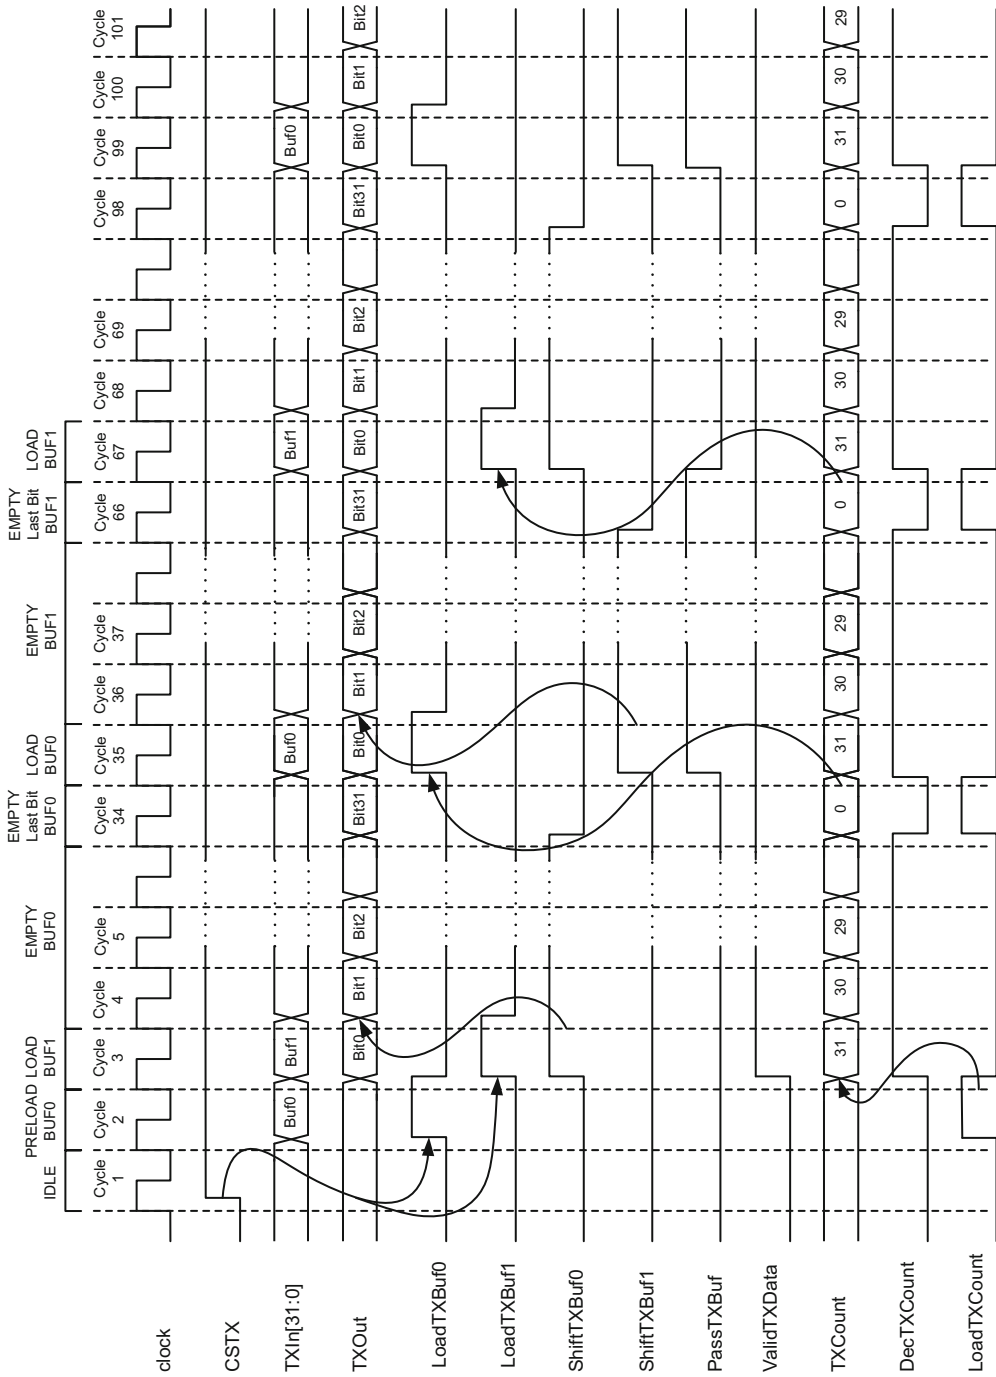 IDLE
PRELOAD
BUF0
LOAD
BUF1
EMPTY
BUF0
EMPTY
Last Bit
BUF0
LOAD
BUF0
EMPTY
BUF1
EMPTY
Last Bit
BUF1
LOAD
BUF1
Cycle
1
Cycle
2
Cycle
3
Cycle
4
Cycle
5
Cycle
34
Cycle
35
Cycle
36
Cycle
37
Cycle
66
Cycle
67
Cycle
68
Cycle
69
Cycle
98
Cycle
99
Cycle
100
Cycle
101
clock
CSTX
TXIn[31:0] Buf0 Buf1 Buf0 Buf1 Buf0
TXOut Bit0 Bit1 Bit2 Bit31 Bit0 Bit1 Bit2 Bit31 Bit0 Bit1 Bit2 Bit31 Bit0 Bit1 Bit2
LoadTXBuf0
LoadTXBuf1
ShiftTXBuf0
ShiftTXBuf1
PassTXBuf
ValidTXData
TXCount 31 30 29 0 31 30 29 0 31 30 29 0 31 30 29
DecTXCount
LoadTXCount